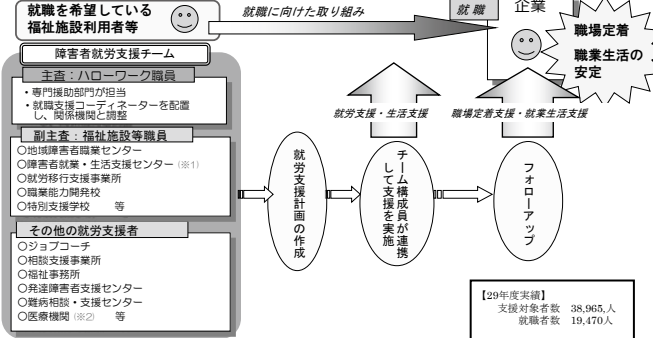 就職を希望している
福祉施設利用者等
就職に向けた取り組み
就 職
企業
職場定着
職業生活の
安定
障害者就労支援チーム
主査：ハローワーク職員
・専門援助部門が担当
・就職支援コーディネーターを配置
し、関係機関と調整
副主査：福祉施設等職員
○地域障害者職業センター
○障害者就業・生活支援センター（※1）
○就労移行支援事業所
○職業能力開発校
○特別支援学校　等
その他の就労支援者
○ジョブコーチ
○相談支援事業所
○福祉事務所
○発達障害者支援センター
○難病相談・支援センター
○医療機関（※2）　等
就労支援・生活支援
職場定着支援・就業生活支援
就労支援計画の作成
チーム構成員が連携
して支援を実施
フォローアップ
【29年度実績】
支援対象者数　38,965,人
就職者数　19,470人